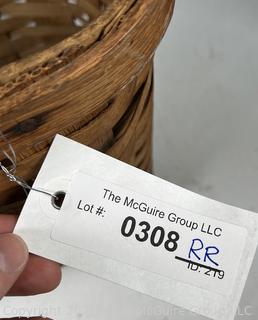 The McGuire Group LLC
Lot #: 0308 RR
ID: 219